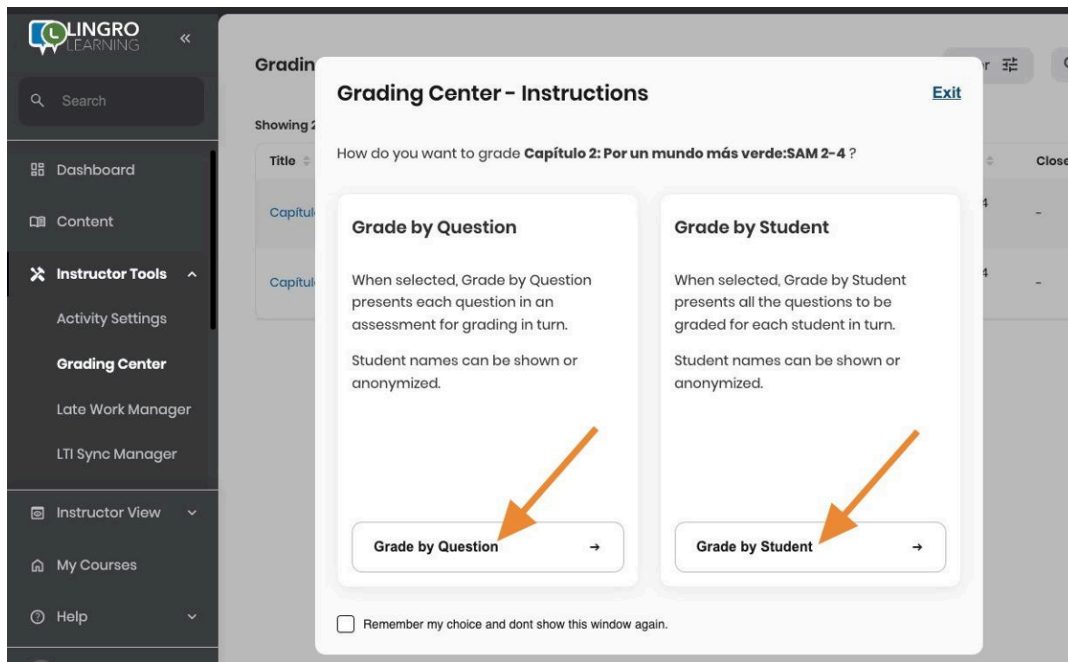 LINGRO
LEARNING
«
Search
Dashboard
Content
Instructor Tools
Activity Settings
Grading Center
Late Work Manager
LTI Sync Manager
Instructor View
My Courses
Help
Gradin
Showing 2
Title
Close
Capítul
4
-
Capítul
4
-
Grading Center - Instructions
Exit
How do you want to grade Capítulo 2: Por un mundo más verde:SAM 2-4 ?
Grade by Question
When selected, Grade by Question
presents each question in an
assessment for grading in turn.
Student names can be shown or
anonymized.
Grade by Question →
Grade by Student
When selected, Grade by Student
presents all the questions to be
graded for each student in turn.
Student names can be shown or
anonymized.
Grade by Student →
Remember my choice and dont show this window again.